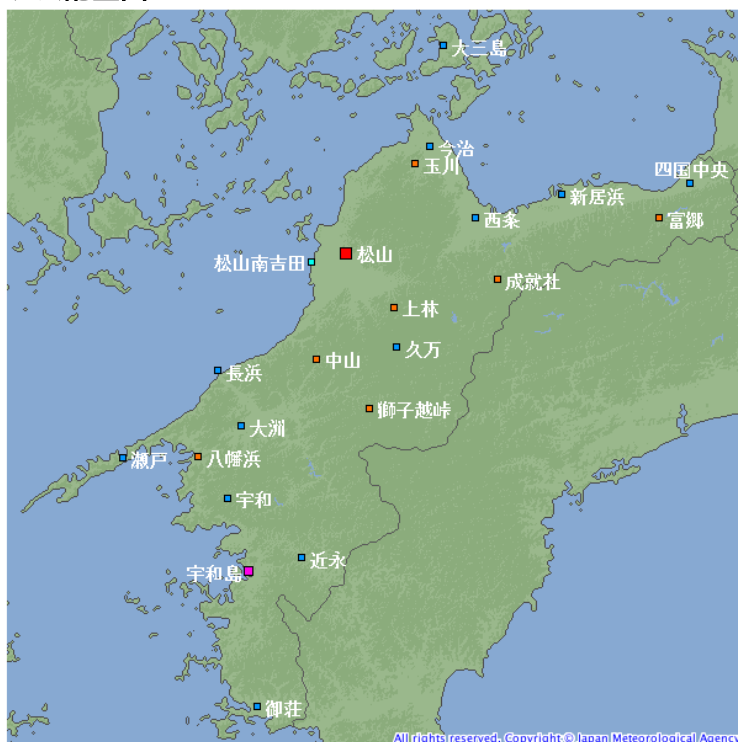 大三島
今治
玉川
四国中央
新居浜
西条
富郷
松山
松山南吉田
成就社
上林
久万
中山
長浜
獅子越峠
大洲
瀬戸
八幡浜
宇和
近永
宇和島
御荘
All rights reserved. Copyright © Japan Meteorological Agency